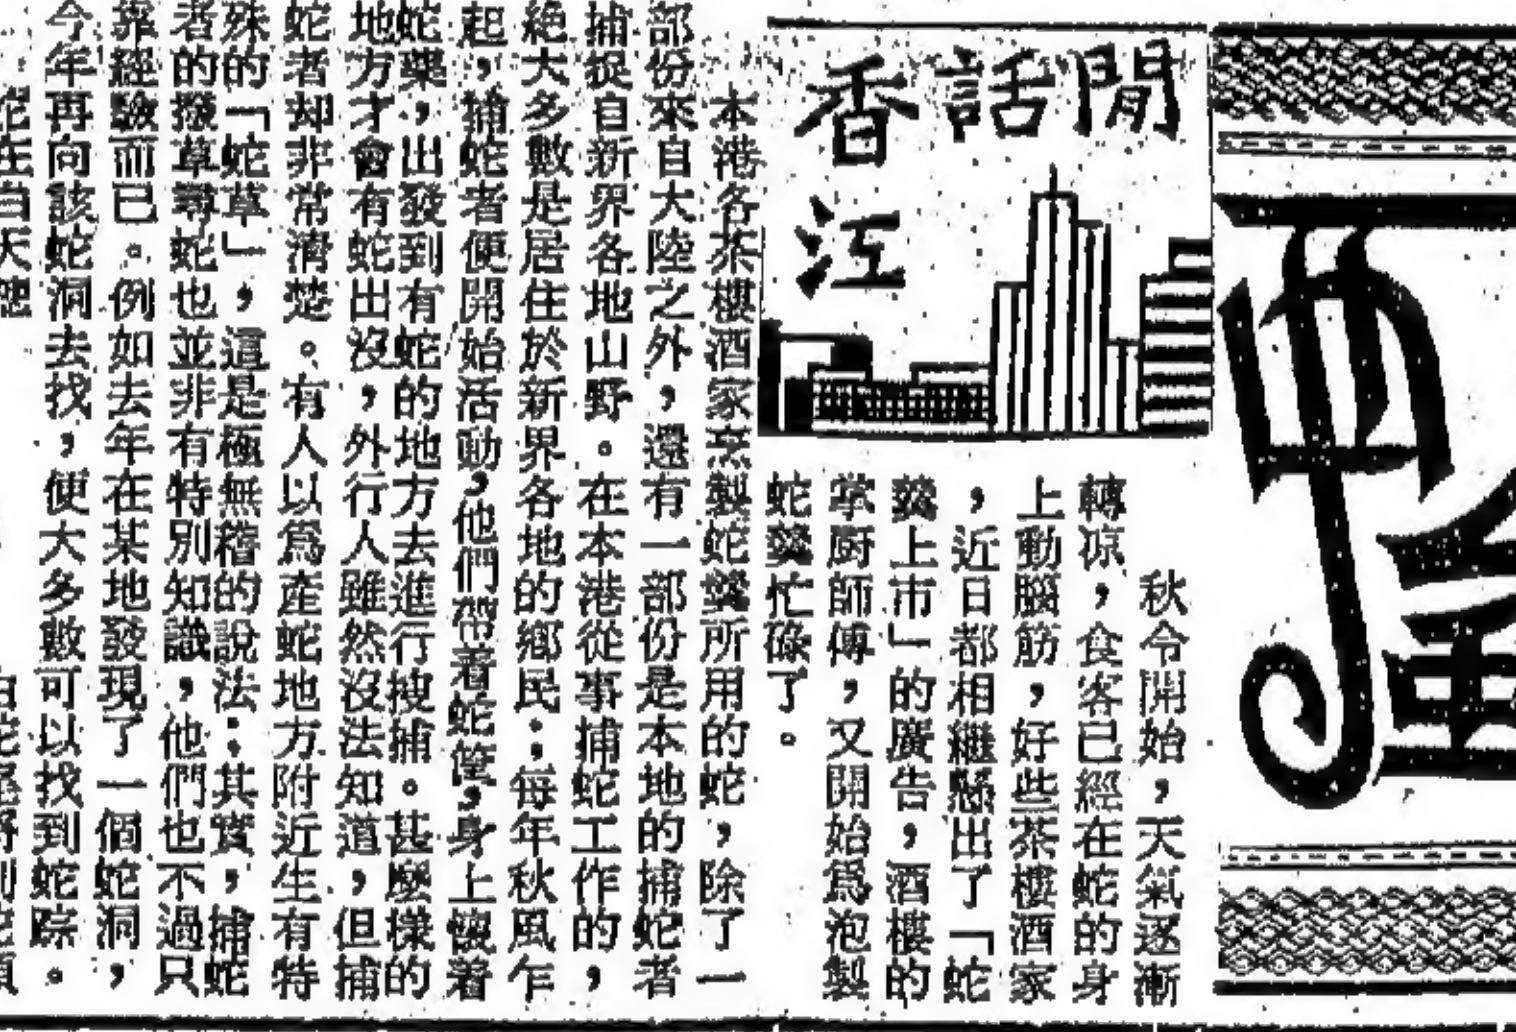 閒話
香江
秋令開始，天氣逐漸
轉凉，食客已經在蛇的身
上動腦筋，好些茶樓酒家
，近日都相繼懸出了「蛇
羹上市」的廣告，酒樓的
掌厨師傅，又開始爲泡製
蛇羹忙碌了。
本港各茶樓酒家烹製蛇羹所用的蛇，除了一
部份來自大陸之外，還有一部份是本地的捕蛇者
捕捉自新界各地山野。在本港從事捕蛇工作的，
絕大多數是居住於新界各地的鄉民；每年秋風乍
起，捕蛇者便開始活動，他們帶着蛇籠，身上懷着
蛇藥，出發到有蛇的地方去進行搜捕。甚麼樣的
地方才會有蛇出沒，外行人雖然沒法知道，但捕
蛇者却非常清楚。有人以爲產蛇地方附近生有特
殊的「蛇草」，這是極無稽的說法；其實，捕蛇
者的撥草尋蛇也並非有特別知識，他們也不過只
靠經驗而已。例如去年在某地發現了一個蛇洞，
今年再向該蛇洞去找，便大多數可以找到蛇踪。